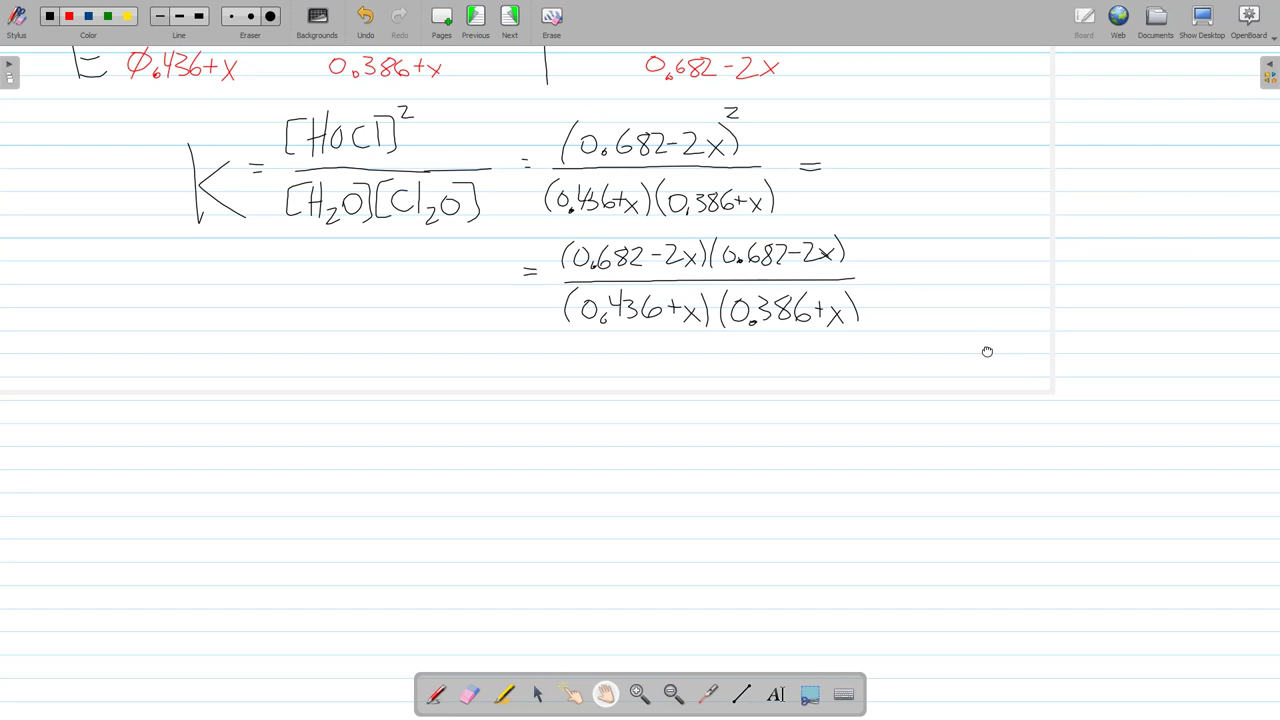 Stylus Color Line Eraser Backgrounds Undo Redo Pages Previous Next Erase Board Web Documents Show Desktop OpenBoard
E 0.436+x 0.386+x 0.682-2x
K = [HOCl]² / [H₂O][Cl₂O] = (0.682-2x)² / (0.436+x)(0.386+x) =
= (0.682-2x)(0.682-2x) / (0.436+x)(0.386+x)
AI